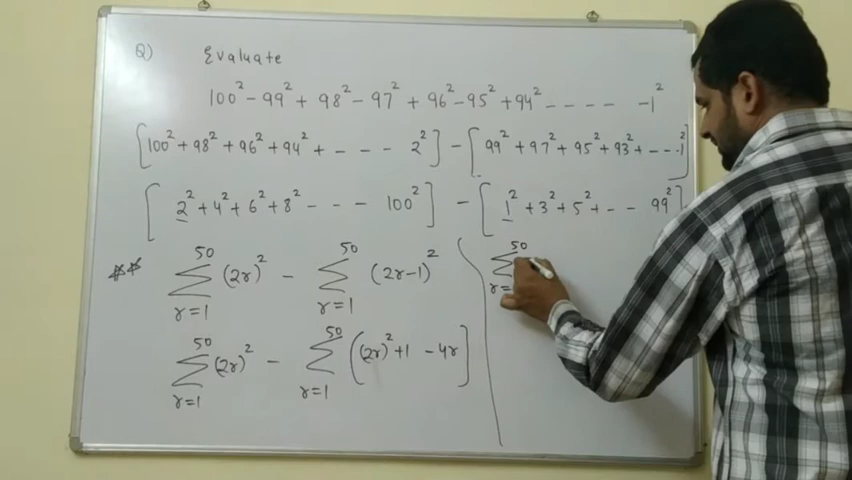 Q) Evaluate
100² - 99² + 98² - 97² + 96² - 95² + 94² - - - - - 1²
[100² + 98² + 96² + 94² + - - - 2²] - [99² + 97² + 95² + 93² + - - - 1²]
[2² + 4² + 6² + 8² - - - 100²] - [1² + 3² + 5² + - - 99²]
** ∑_{r=1}^{50} (2r)² - ∑_{r=1}^{50} (2r-1)²
∑_{r=1}^{50} (2r)² - ∑_{r=1}^{50} ((2r)² + 1 - 4r]
∑_{r=}^{50}